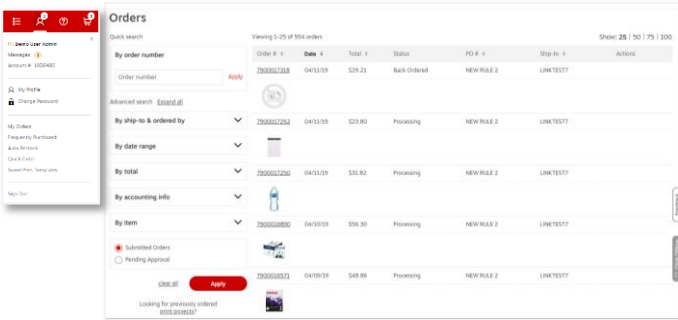 Hi, Demo User Admin
Messages
Account # 1036485
My Profile
Change Password
My Orders
Frequently Purchased
Auto Restock
Quick Order
Saved Print Templates
Sign Out
Orders
Quick search
By order number
Order number Apply
Advanced search Expand all
By ship-to & ordered by
By date range
By total
By accounting info
By item
Submitted Orders
Pending Approval
Clear all Apply
Looking for previously ordered
print projects?
Viewing 1-25 of 554 orders Show: 25 | 50 | 75 | 100
Order # Date Total Status PO # Ship-to Actions
7900017318 04/11/19 $29.21 Back Ordered NEW RULE 2 LINKTEST7
7900017252 04/11/19 $23.80 Processing NEW RULE 2 LINKTEST7
7900017250 04/11/19 $31.82 Processing NEW RULE 2 LINKTEST7
7900016890 04/10/19 $56.30 Processing NEW RULE 2 LINKTEST7
7900016571 04/09/19 $48.86 Processing NEW RULE 2 LINKTEST7
Feedback